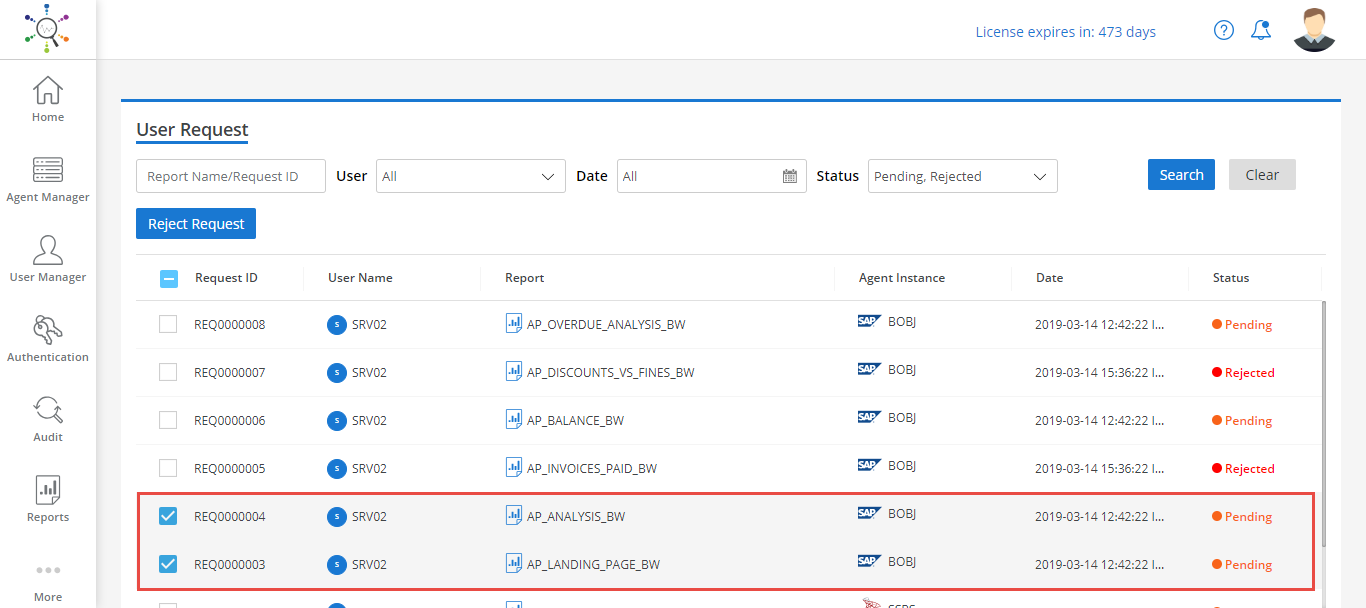 License expires in: 473 days
?
Home
Agent Manager
User Manager
Authentication
Audit
Reports
More
User Request
Report Name/Request ID User All Date All Status Pending, Rejected Search Clear
Reject Request
Request ID User Name Report Agent Instance Date Status
REQ0000008 S SRV02 AP_OVERDUE_ANALYSIS_BW SAP BOBJ 2019-03-14 12:42:22 I... Pending
REQ0000007 S SRV02 AP_DISCOUNTS_VS_FINES_BW SAP BOBJ 2019-03-14 15:36:22 I... Rejected
REQ0000006 S SRV02 AP_BALANCE_BW SAP BOBJ 2019-03-14 12:42:22 I... Pending
REQ0000005 S SRV02 AP_INVOICES_PAID_BW SAP BOBJ 2019-03-14 15:36:22 I... Rejected
REQ0000004 S SRV02 AP_ANALYSIS_BW SAP BOBJ 2019-03-14 12:42:22 I... Pending
REQ0000003 S SRV02 AP_LANDING_PAGE_BW SAP BOBJ 2019-03-14 12:42:22 I... Pending